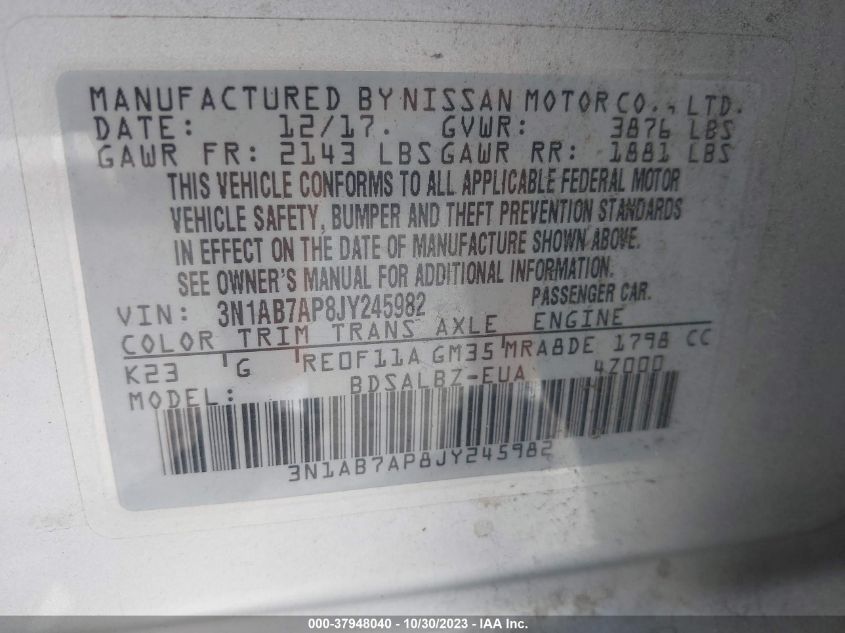 MANUFACTURED BY NISSAN MOTOR CO., LTD.
DATE: 12/17. GVWR: 3876 LBS
GAWR FR: 2143 LBS GAWR RR: 1881 LBS
THIS VEHICLE CONFORMS TO ALL APPLICABLE FEDERAL MOTOR
VEHICLE SAFETY, BUMPER AND THEFT PREVENTION STANDARDS
IN EFFECT ON THE DATE OF MANUFACTURE SHOWN ABOVE.
SEE OWNER'S MANUAL FOR ADDITIONAL INFORMATION.
VIN: 3N1AB7AP8JY245982 PASSENGER CAR.
COLOR TRIM TRANS AXLE ENGINE
K23 G RE0F11A GM35 MRA8DE 1798 CC
MODEL: BDSALBZ-EUA 4Z000
3N1AB7AP8JY245982
000-37948040 - 10/30/2023 - IAAI.com